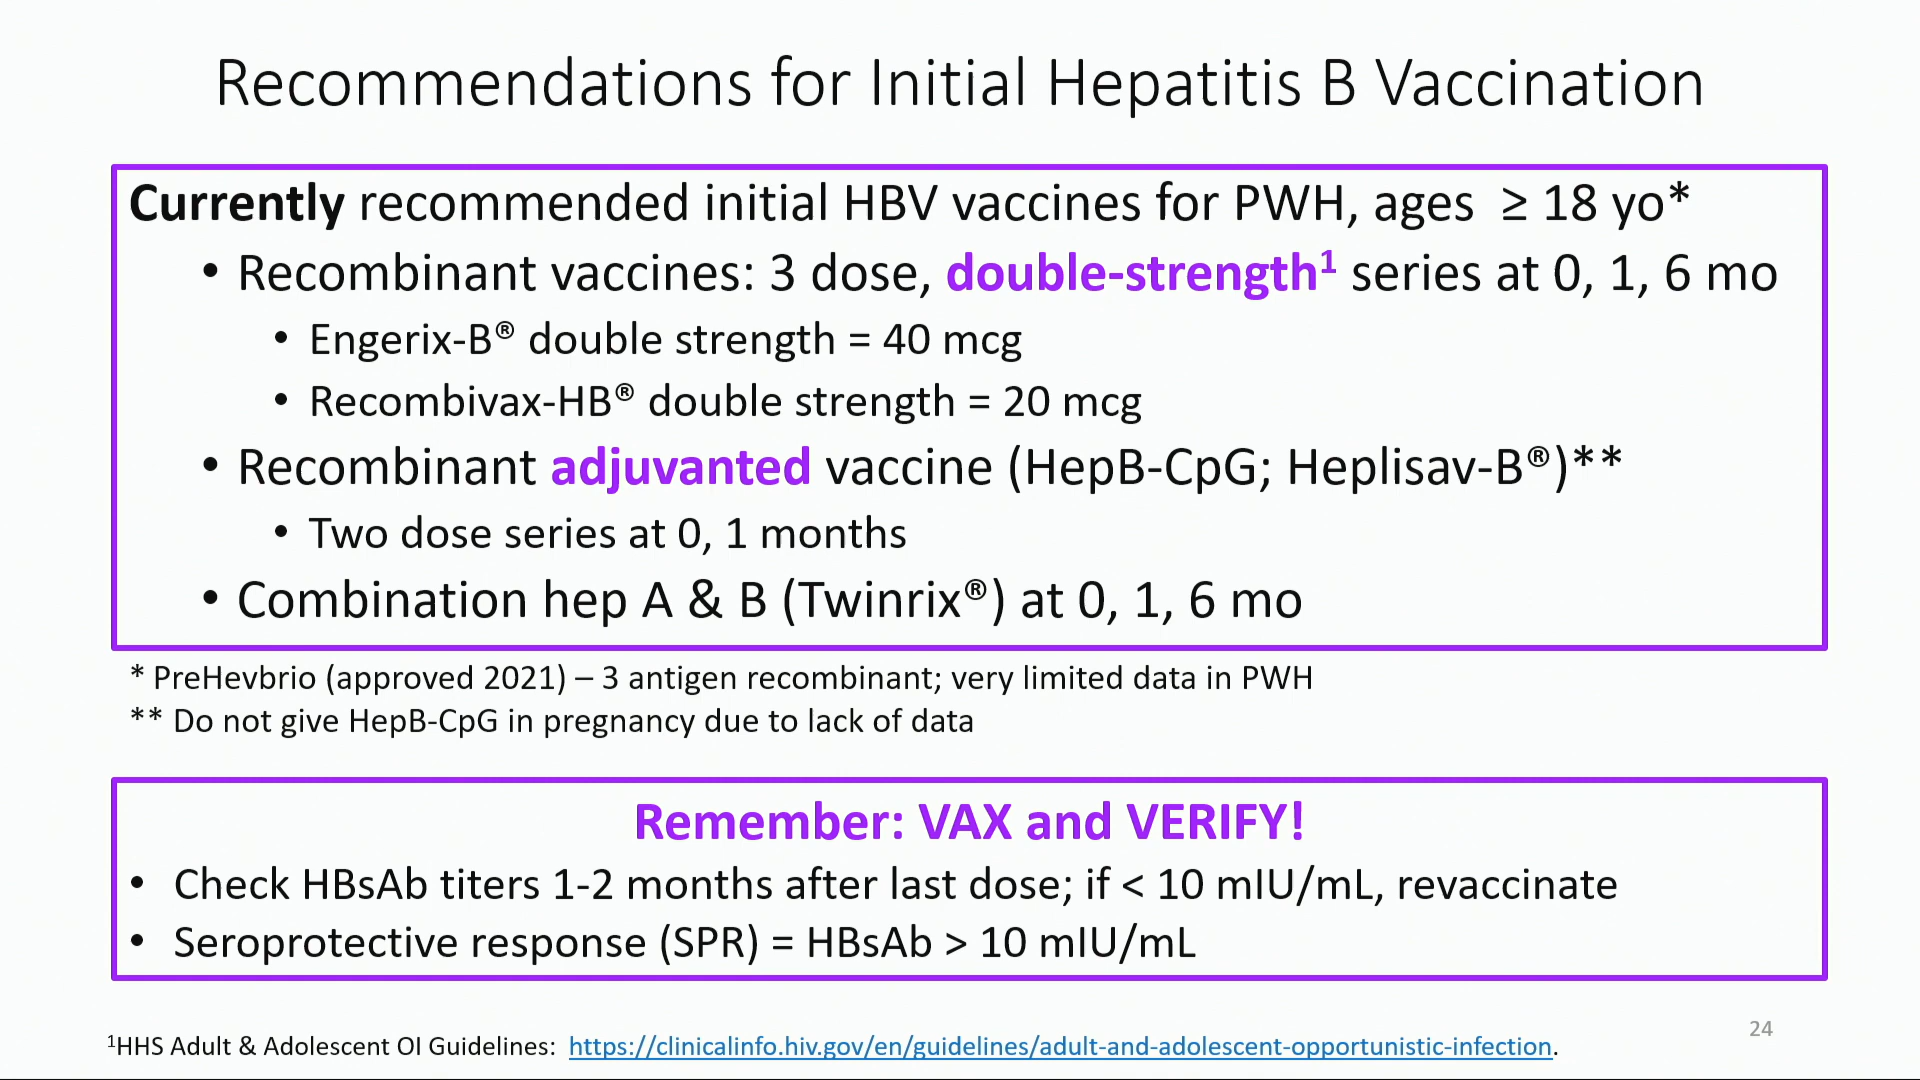 Recommendations for Initial Hepatitis B Vaccination
Currently recommended initial HBV vaccines for PWH, ages ≥ 18 yo*
• Recombinant vaccines: 3 dose, double-strength¹ series at 0, 1, 6 mo
• Engerix-B® double strength = 40 mcg
• Recombivax-HB® double strength = 20 mcg
• Recombinant adjuvanted vaccine (HepB-CpG; Heplisav-B®)**
• Two dose series at 0, 1 months
• Combination hep A & B (Twinrix®) at 0, 1, 6 mo
* PreHevbrio (approved 2021) – 3 antigen recombinant; very limited data in PWH
** Do not give HepB-CpG in pregnancy due to lack of data
Remember: VAX and VERIFY!
• Check HBsAb titers 1-2 months after last dose; if < 10 mIU/mL, revaccinate
• Seroprotective response (SPR) = HBsAb > 10 mIU/mL
24
¹HHS Adult & Adolescent OI Guidelines: https://clinicalinfo.hiv.gov/en/guidelines/adult-and-adolescent-opportunistic-infection.